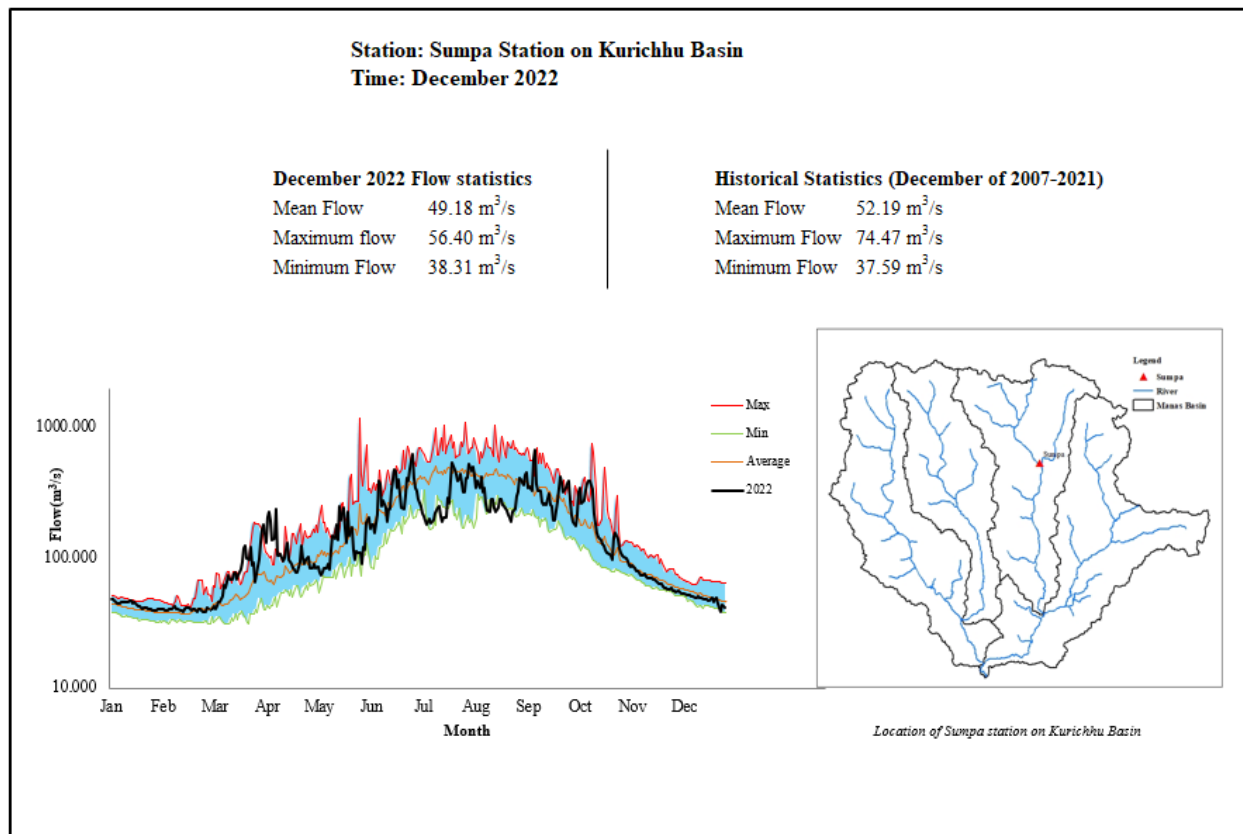 Station: Sumpa Station on Kurichhu Basin
Time: December 2022
December 2022 Flow statistics
Mean Flow 49.18 m³/s
Maximum flow 56.40 m³/s
Minimum Flow 38.31 m³/s
Historical Statistics (December of 2007-2021)
Mean Flow 52.19 m³/s
Maximum Flow 74.47 m³/s
Minimum Flow 37.59 m³/s
Flow(m³/s)
1000.000
100.000
10.000
Jan Feb Mar Apr May Jun Jul Aug Sep Oct Nov Dec
Month
Max
Min
Average
2022
Legend
Sumpa
River
Manas Basin
Sumpa
Location of Sumpa station on Kurichhu Basin